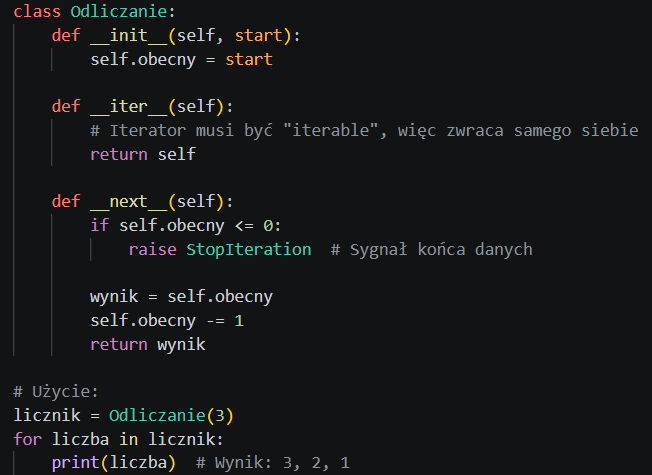 class Odliczanie:
    def __init__(self, start):
        self.obecny = start

    def __iter__(self):
        # Iterator musi być "iterable", więc zwraca samego siebie
        return self

    def __next__(self):
        if self.obecny <= 0:
            raise StopIteration  # Sygnał końca danych

        wynik = self.obecny
        self.obecny -= 1
        return wynik

# Użycie:
licznik = Odliczanie(3)
for liczba in licznik:
    print(liczba)  # Wynik: 3, 2, 1